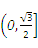 (0, √3/2]